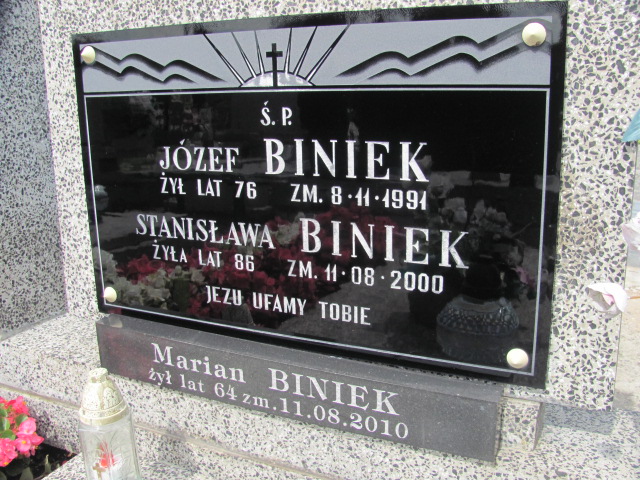 Ś. P.
JÓZEF BINIEK
ŻYŁ LAT 76 ZM. 8·11·1991
STANISŁAWA BINIEK
ŻYŁA LAT 86 ZM. 11·08·2000
JEZU UFAMY TOBIE
Marian BINIEK
żył lat 64 zm. 11.08.2010